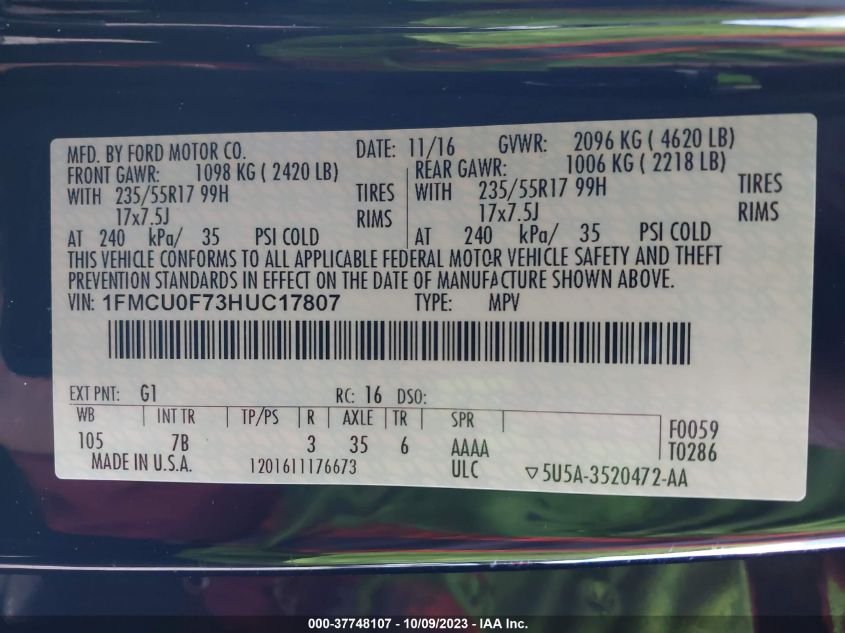 MFD. BY FORD MOTOR CO. DATE: 11/16 GVWR: 2096 KG ( 4620 LB)
FRONT GAWR: 1098 KG ( 2420 LB) REAR GAWR: 1006 KG ( 2218 LB)
WITH 235/55R17 99H TIRES WITH 235/55R17 99H TIRES
17x7.5J RIMS 17x7.5J RIMS
AT 240 kPa/ 35 PSI COLD AT 240 kPa/ 35 PSI COLD
THIS VEHICLE CONFORMS TO ALL APPLICABLE FEDERAL MOTOR VEHICLE SAFETY AND THEFT
PREVENTION STANDARDS IN EFFECT ON THE DATE OF MANUFACTURE SHOWN ABOVE.
VIN: 1FMCU0F73HUC17807 TYPE: MPV
EXT PNT: G1 RC: 16 DSO:
WB INT TR TP/PS R AXLE TR SPR F0059
105 7B 3 35 6 AAAA T0286
MADE IN U.S.A. 1201611176673 ULC ▽5U5A-3520472-AA
000-37748107 - 10/09/2023 - IAA Inc.